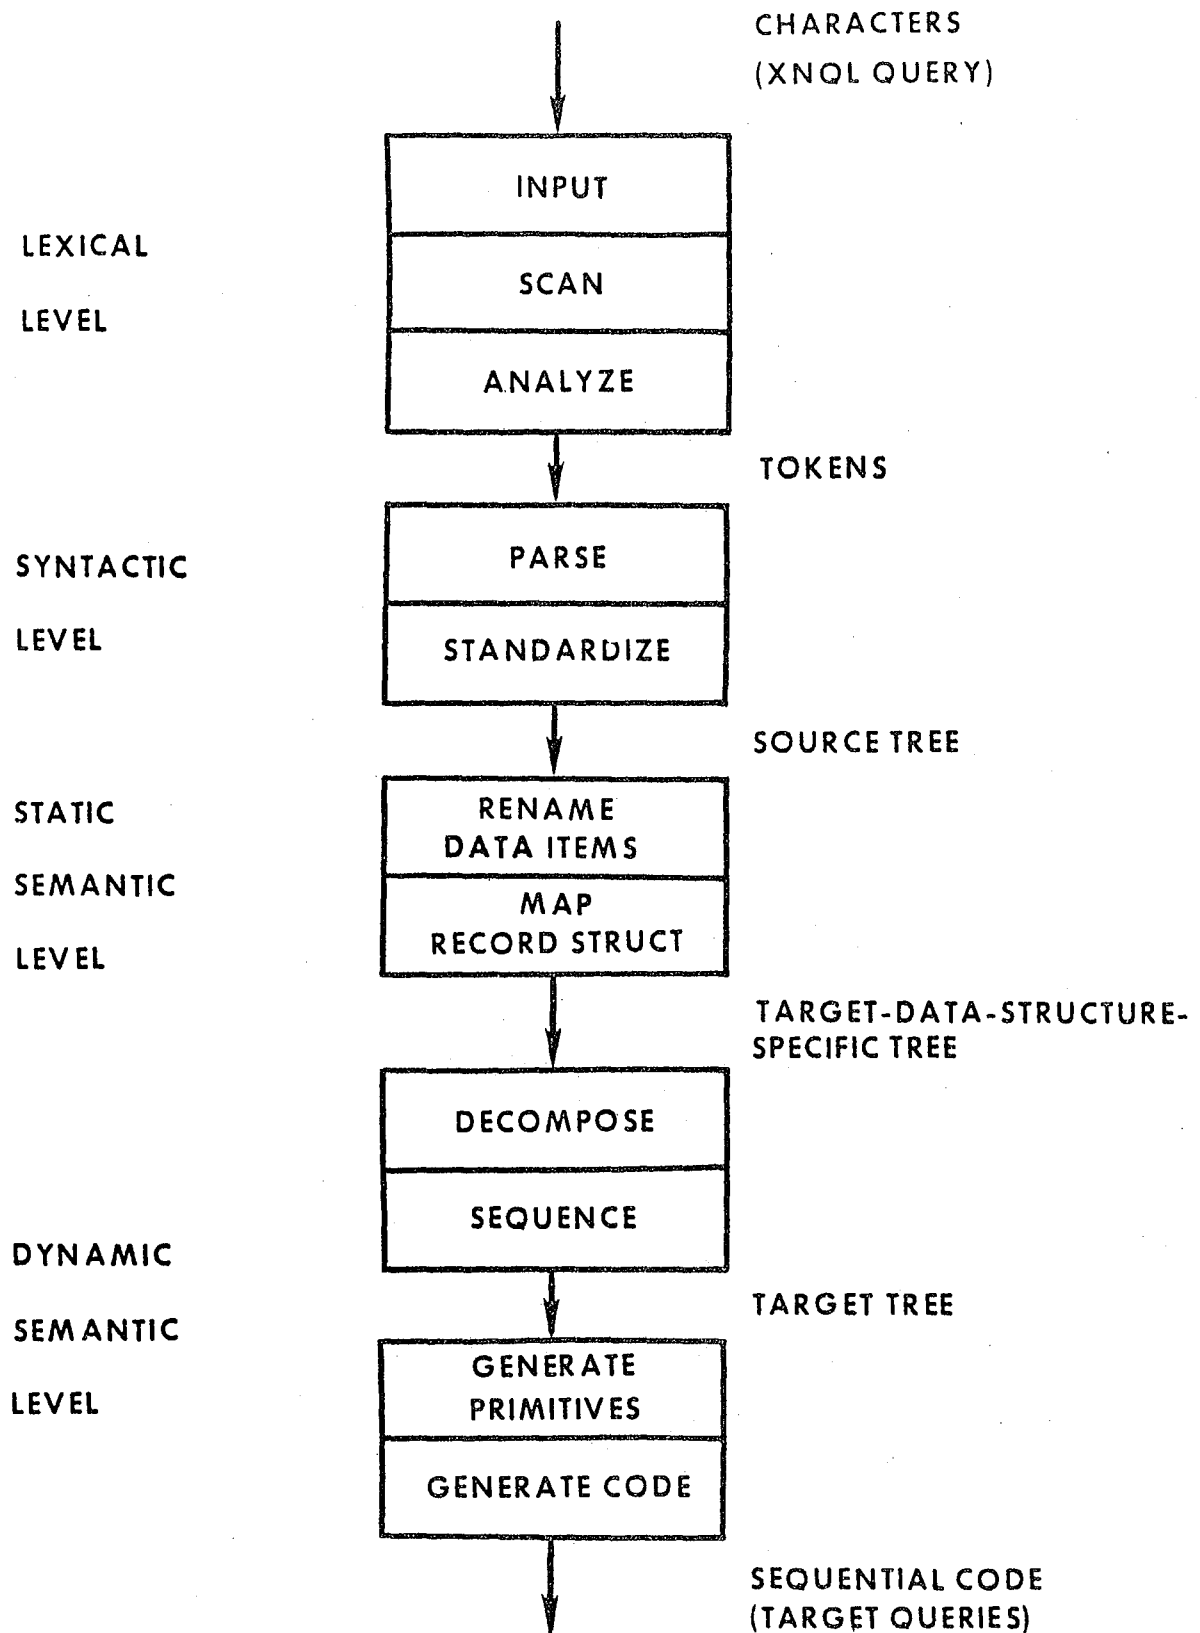 CHARACTERS
(XNQL QUERY)
INPUT
LEXICAL
LEVEL
SCAN
ANALYZE
TOKENS
SYNTACTIC
LEVEL
PARSE
STANDARDIZE
SOURCE TREE
STATIC
SEMANTIC
LEVEL
RENAME
DATA ITEMS
MAP
RECORD STRUCT
TARGET-DATA-STRUCTURE-
SPECIFIC TREE
DECOMPOSE
SEQUENCE
DYNAMIC
SEMANTIC
LEVEL
TARGET TREE
GENERATE
PRIMITIVES
GENERATE CODE
SEQUENTIAL CODE
(TARGET QUERIES)